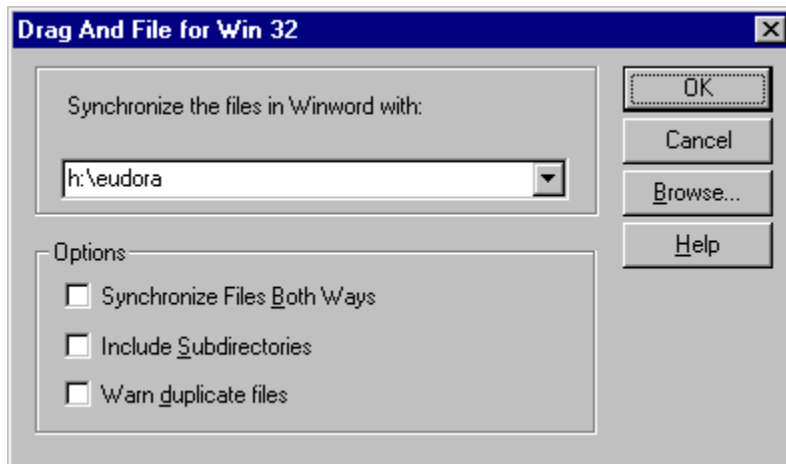 Drag And File for Win 32
Synchronize the files in Winword with:
h:\eudora
OK
Cancel
Browse...
Help
Options
Synchronize Files Both Ways
Include Subdirectories
Warn duplicate files